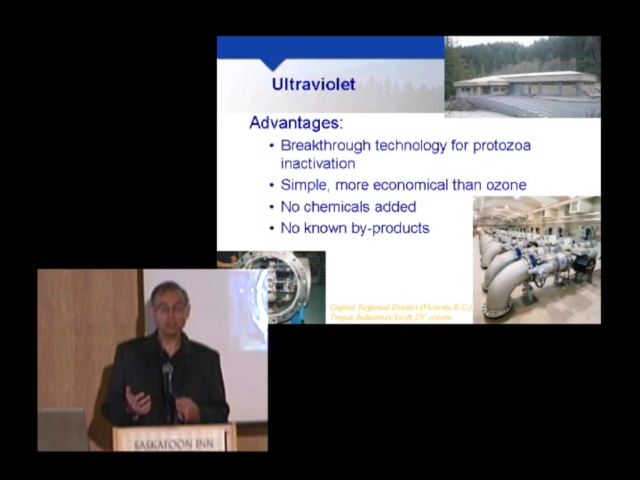 Ultraviolet
Advantages:
• Breakthrough technology for protozoa
inactivation
• Simple, more economical than ozone
• No chemicals added
• No known by-products
Capital Regional District (Victoria B.C.)
Trojan Industries Swift UV system
SASKATOON INN